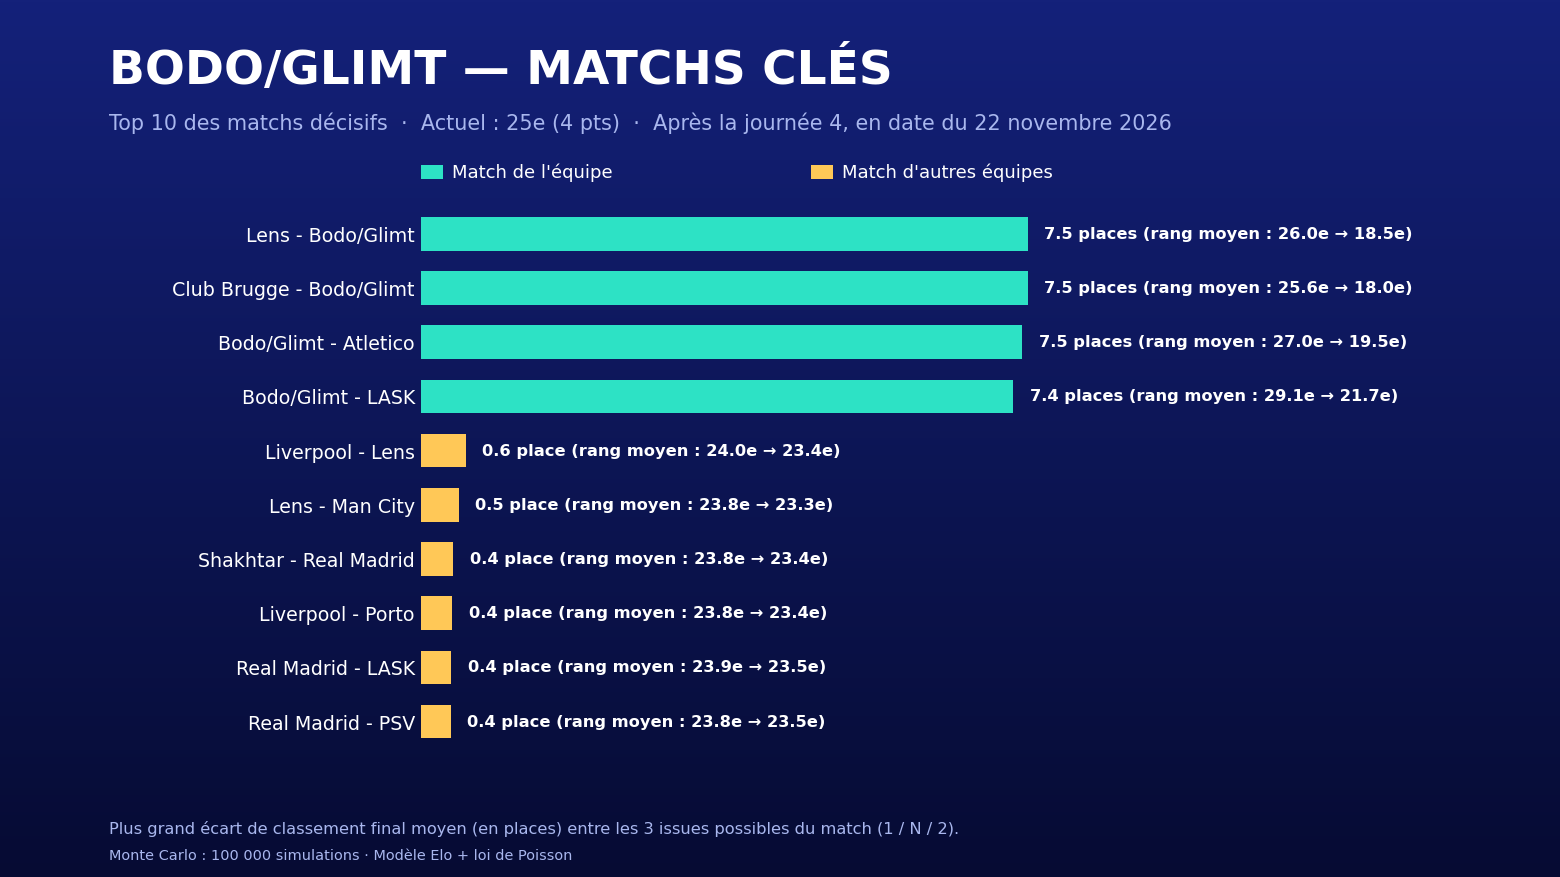 BODO/GLIMT — MATCHS CLÉS
Top 10 des matchs décisifs · Actuel : 25e (4 pts) · Après la journée 4, en date du 22 novembre 2026
Match de l'équipe Match d'autres équipes
Lens - Bodo/Glimt 7.5 places (rang moyen : 26.0e → 18.5e)
Club Brugge - Bodo/Glimt 7.5 places (rang moyen : 25.6e → 18.0e)
Bodo/Glimt - Atletico 7.5 places (rang moyen : 27.0e → 19.5e)
Bodo/Glimt - LASK 7.4 places (rang moyen : 29.1e → 21.7e)
Liverpool - Lens 0.6 place (rang moyen : 24.0e → 23.4e)
Lens - Man City 0.5 place (rang moyen : 23.8e → 23.3e)
Shakhtar - Real Madrid 0.4 place (rang moyen : 23.8e → 23.4e)
Liverpool - Porto 0.4 place (rang moyen : 23.8e → 23.4e)
Real Madrid - LASK 0.4 place (rang moyen : 23.9e → 23.5e)
Real Madrid - PSV 0.4 place (rang moyen : 23.8e → 23.5e)
Plus grand écart de classement final moyen (en places) entre les 3 issues possibles du match (1 / N / 2).
Monte Carlo : 100 000 simulations · Modèle Elo + loi de Poisson